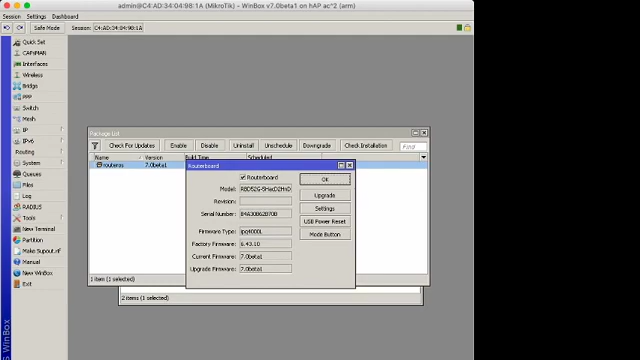 admin@C4:AD:34:04:98:1A (MikroTik) - WinBox v7.0beta1 on hAP ac^2 (arm)
Session Settings Dashboard
Safe Mode Session: C4:AD:34:04:98:1A
Quick Set
CAPsMAN
Interfaces
Wireless
Bridge
PPP
Switch
Mesh
IP
IPv6
Routing
System
Queues
Files
Log
RADIUS
Tools
New Terminal
Partition
Make Supout.rif
Manual
New WinBox
Exit
Package List
Check For Updates Enable Disable Uninstall Unschedule Downgrade Check Installation Find
Name Version Build Time Scheduled
routeros 7.0beta1
Routerboard
Routerboard
Model:
Revision:
Serial Number:
Firmware Type: ipq4000L
Factory Firmware: 6.43.10
Current Firmware: 7.0beta1
Upgrade Firmware: 7.0beta1
OK
Upgrade
Settings
USB Power Reset
Mode Button
1 item (1 selected)
2 items (1 selected)
WinBox